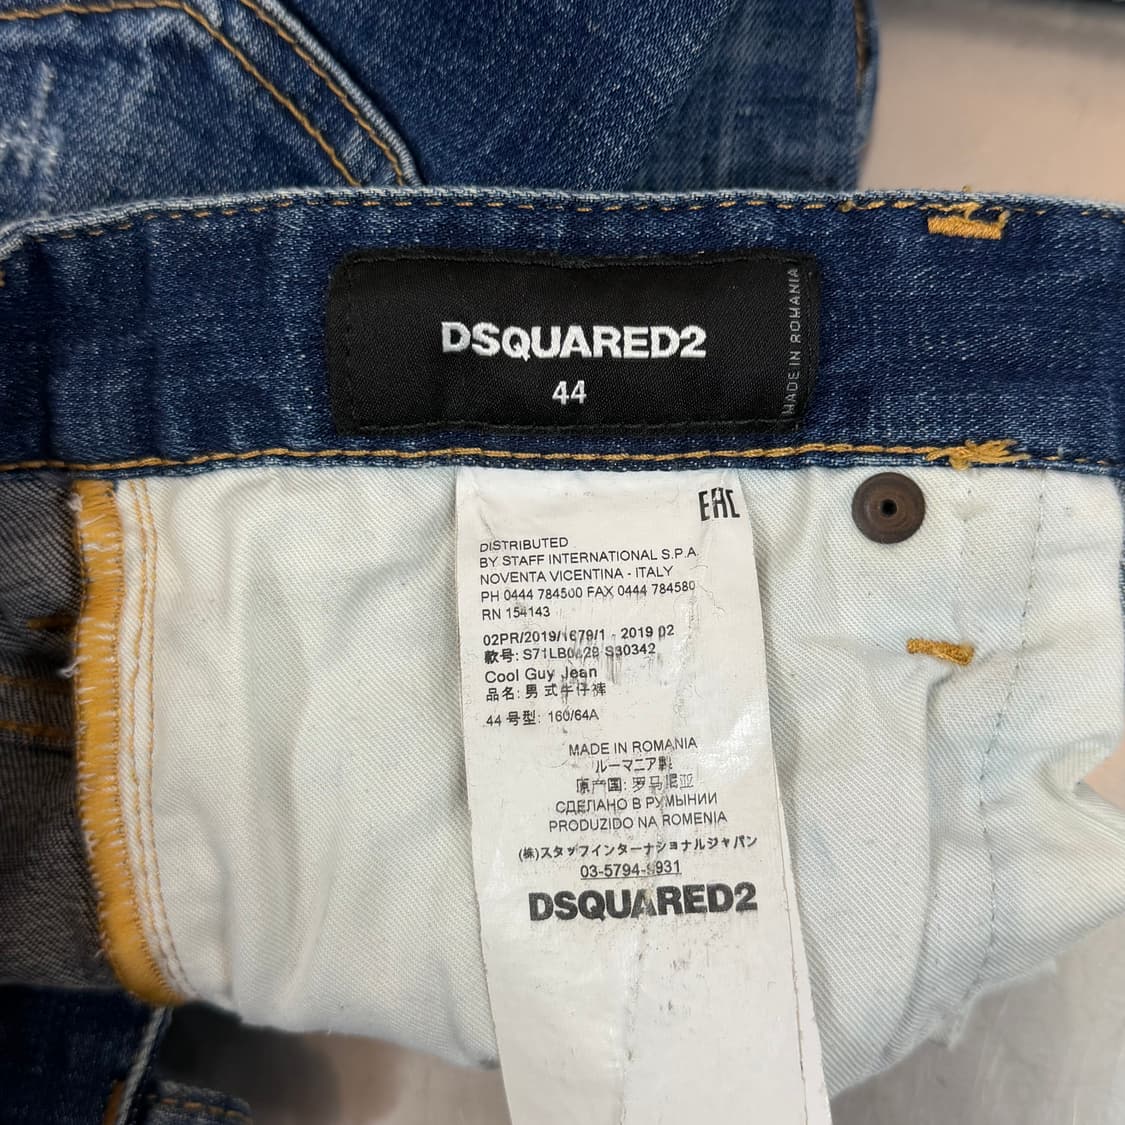 DSQUARED2
44
MADE IN ROMANIA
EAC
DISTRIBUTED
BY STAFF INTERNATIONAL S.P.A.
NOVENTA VICENTINA - ITALY
PH 0444 784500 FAX 0444 784580
RN 154143
02PR/2019/1679/1 - 2019 02
款号: S30342
Cool Guy Jean
品名: 男式牛仔裤
44 号型: 160/64A
MADE IN ROMANIA
ルーマニア製
原产国: 罗马尼亚
СДЕЛАНО В РУМЫНИИ
PRODUZIDO NA ROMENIA
(株)スタッフインターナショナルジャパン
DSQUARED2